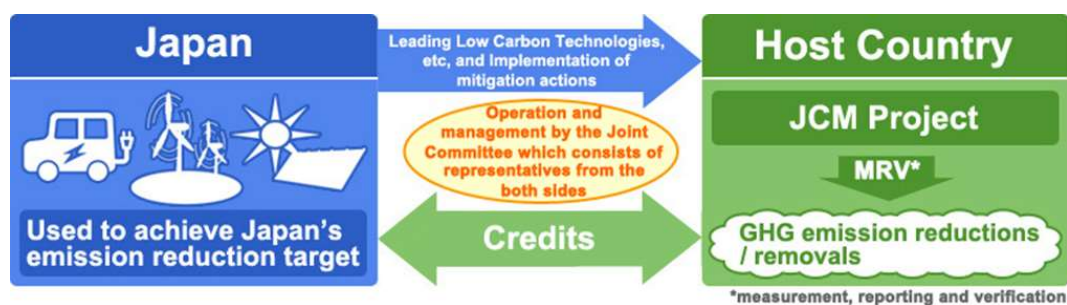 Japan
Used to achieve Japan's
emission reduction target
Leading Low Carbon Technologies,
etc, and Implementation of
mitigation actions
Operation and
management by the Joint
Committee which consists of
representatives from the
both sides
Credits
Host Country
JCM Project
MRV*
GHG emission reductions
/ removals
*measurement, reporting and verification